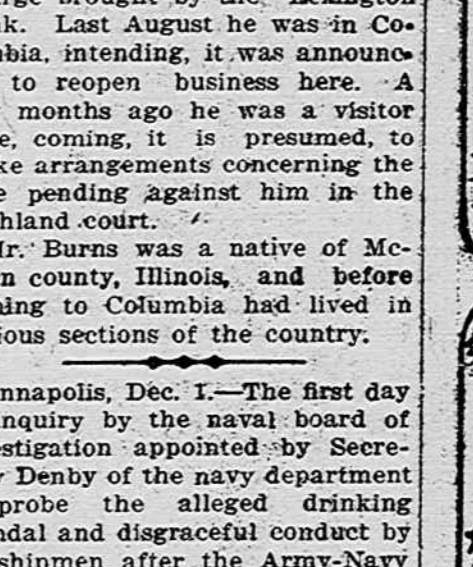 arge brought by the Lexington
k. Last August he was in Co-
bia, intending, it was announc-
to reopen business here. A
months ago he was a visitor
e, coming, it is presumed, to
ke arrangements concerning the
e pending against him in the
hland court.
Mr. Burns was a native of Mc-
n county, Illinois, and before
ing to Columbia had lived in
ious sections of the country.
nnapolis, Dec. 1.—The first day
inquiry by the naval board of
estigation appointed by Secre-
y Denby of the navy department
probe the alleged drinking
ndal and disgraceful conduct by
shipmen after the Army-Navy